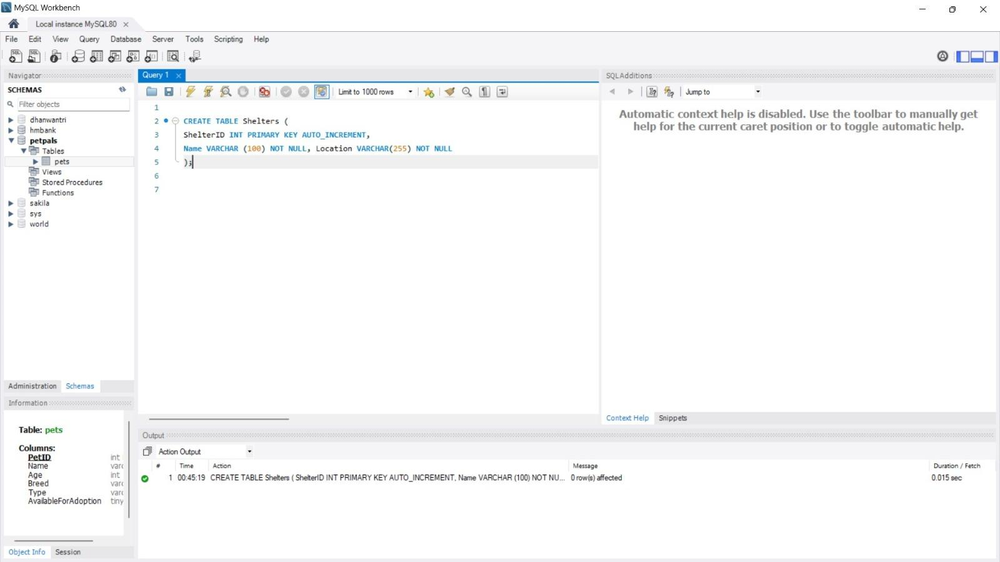 MySQL Workbench
Local instance MySQL80
File Edit View Query Database Server Tools Scripting Help
Navigator
SCHEMAS
Filter objects
dhanwantri
hmbank
petpals
Tables
pets
Views
Stored Procedures
Functions
sakila
sys
world
Administration Schemas
Information
Table: pets
Columns:
PetID int
Name varc
Age int
Breed varc
Type varc
AvailableForAdoption tiny
Object Info Session
Query 1
Limit to 1000 rows
1
2 CREATE TABLE Shelters (
3 ShelterID INT PRIMARY KEY AUTO_INCREMENT,
4 Name VARCHAR (100) NOT NULL, Location VARCHAR(255) NOT NULL
5 );
6
7
SQLAdditions
Jump to
Automatic context help is disabled. Use the toolbar to manually get
help for the current caret position or to toggle automatic help.
Context Help Snippets
Output
Action Output
# Time Action Message Duration / Fetch
1 00:45:19 CREATE TABLE Shelters ( ShelterID INT PRIMARY KEY AUTO_INCREMENT, Name VARCHAR (100) NOT NU... 0 row(s) affected 0.015 sec